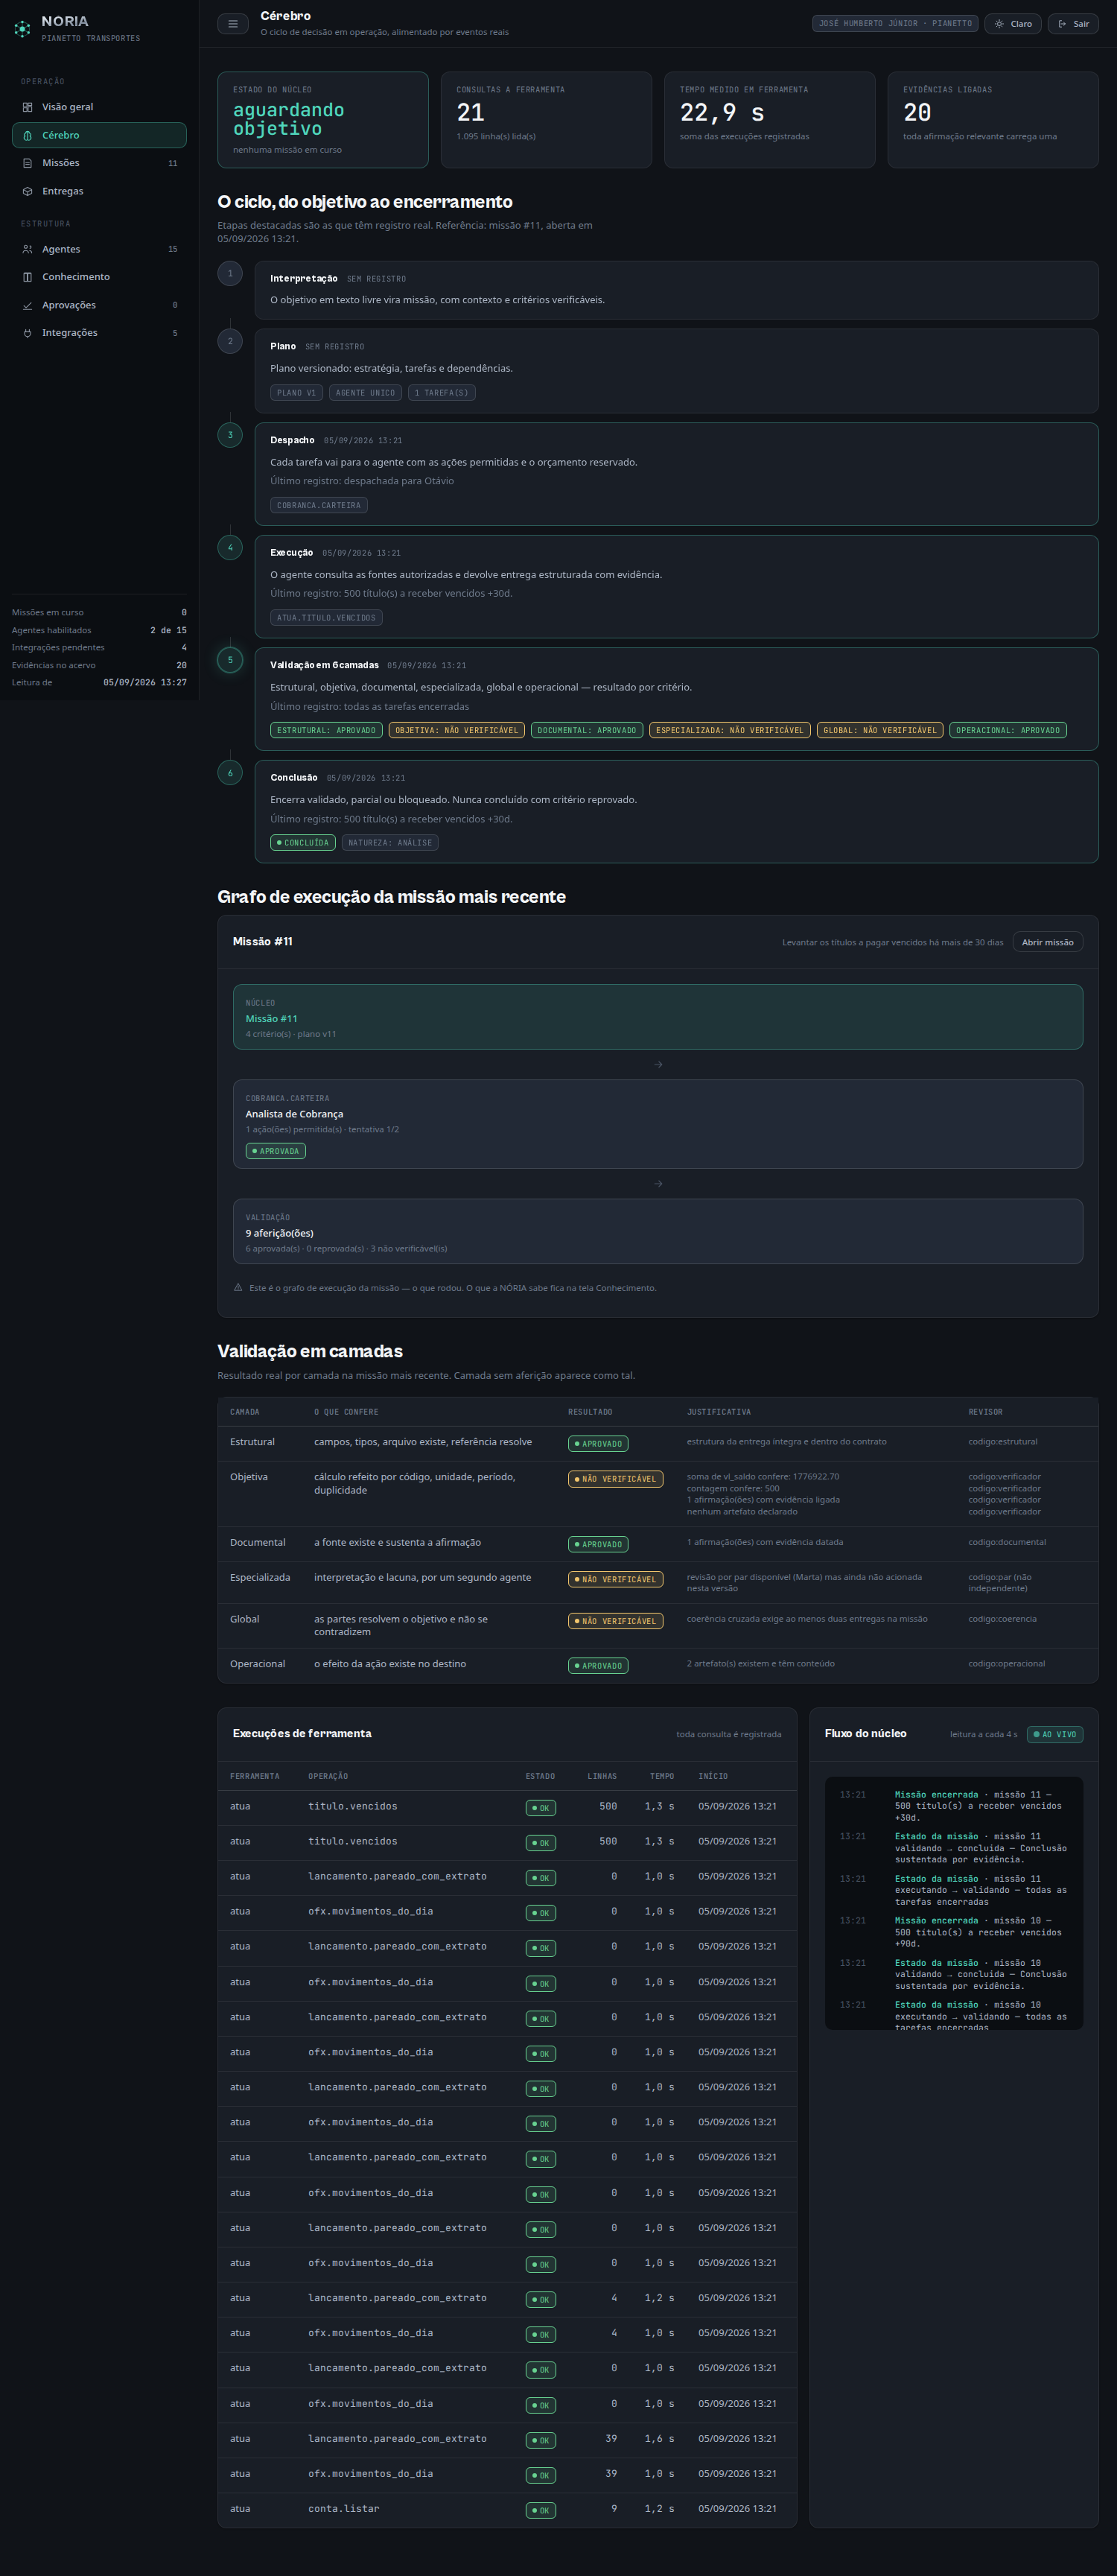 NORIA
PIANETTO TRANSPORTES
OPERAÇÃO
Visão geral
Cérebro
Missões 11
Entregas
ESTRUTURA
Agentes 15
Conhecimento
Aprovações 0
Integrações 5
Missões em curso 0
Agentes habilitados 2 de 15
Integrações pendentes 4
Evidências no acervo 20
Leitura de 05/09/2026 13:27
Cérebro
O ciclo de decisão em operação, alimentado por eventos reais
JOSÉ HUMBERTO JÚNIOR · PIANETTO
Claro
Sair
ESTADO DO NÚCLEO
aguardando
objetivo
nenhuma missão em curso
CONSULTAS A FERRAMENTA
21
1.095 linha(s) lida(s)
TEMPO MEDIDO EM FERRAMENTA
22,9 s
soma das execuções registradas
EVIDÊNCIAS LIGADAS
20
toda afirmação relevante carrega uma
O ciclo, do objetivo ao encerramento
Etapas destacadas são as que têm registro real. Referência: missão #11, aberta em
05/09/2026 13:21.
1
Interpretação SEM REGISTRO
O objetivo em texto livre vira missão, com contexto e critérios verificáveis.
2
Plano SEM REGISTRO
Plano versionado: estratégia, tarefas e dependências.
PLANO V1 AGENTE UNICO 1 TAREFA(S)
3
Despacho 05/09/2026 13:21
Cada tarefa vai para o agente com as ações permitidas e o orçamento reservado.
Último registro: despachada para Otávio
COBRANCA.CARTEIRA
4
Execução 05/09/2026 13:21
O agente consulta as fontes autorizadas e devolve entrega estruturada com evidência.
Último registro: 500 título(s) a receber vencidos +30d.
ATUA.TITULO.VENCIDOS
5
Validação em 6 camadas 05/09/2026 13:21
Estrutural, objetiva, documental, especializada, global e operacional — resultado por critério.
Último registro: todas as tarefas encerradas
ESTRUTURAL: APROVADO OBJETIVA: NÃO VERIFICÁVEL DOCUMENTAL: APROVADO ESPECIALIZADA: NÃO VERIFICÁVEL GLOBAL: NÃO VERIFICÁVEL OPERACIONAL: APROVADO
6
Conclusão 05/09/2026 13:21
Encerra validado, parcial ou bloqueado. Nunca concluído com critério reprovado.
Último registro: 500 título(s) a receber vencidos +30d.
CONCLUÍDA NATUREZA: ANÁLISE
Grafo de execução da missão mais recente
Missão #11
Levantar os títulos a pagar vencidos há mais de 30 dias
Abrir missão
NÚCLEO
Missão #11
4 critério(s) · plano v11
→
COBRANCA.CARTEIRA
Analista de Cobrança
1 ação(ões) permitida(s) · tentativa 1/2
APROVADA
→
VALIDAÇÃO
9 aferição(ões)
6 aprovada(s) · 0 reprovada(s) · 3 não verificável(is)
Este é o grafo de execução da missão — o que rodou. O que a NÓRIA sabe fica na tela Conhecimento.
Validação em camadas
Resultado real por camada na missão mais recente. Camada sem aferição aparece como tal.
CAMADA O QUE CONFERE RESULTADO JUSTIFICATIVA REVISOR
Estrutural campos, tipos, arquivo existe, referência resolve APROVADO estrutura da entrega íntegra e dentro do contrato codigo:estrutural
Objetiva cálculo refeito por código, unidade, período, NÃO VERIFICÁVEL soma de vl_saldo confere: 1776922.70 codigo:verificador
duplicidade contagem confere: 500 codigo:verificador
1 afirmação(ões) com evidência ligada codigo:verificador
nenhum artefato declarado codigo:verificador
Documental a fonte existe e sustenta a afirmação APROVADO 1 afirmação(ões) com evidência datada codigo:documental
Especializada interpretação e lacuna, por um segundo agente NÃO VERIFICÁVEL revisão por par disponível (Marta) mas ainda não acionada codigo:par (não
nesta versão independente)
Global as partes resolvem o objetivo e não se NÃO VERIFICÁVEL coerência cruzada exige ao menos duas entregas na missão codigo:coerencia
contradizem
Operacional o efeito da ação existe no destino APROVADO 2 artefato(s) existem e têm conteúdo codigo:operacional
Execuções de ferramenta toda consulta é registrada
FERRAMENTA OPERAÇÃO ESTADO LINHAS TEMPO INÍCIO
atua titulo.vencidos OK 500 1,3 s 05/09/2026 13:21
atua titulo.vencidos OK 500 1,3 s 05/09/2026 13:21
atua lancamento.pareado_com_extrato OK 0 1,0 s 05/09/2026 13:21
atua ofx.movimentos_do_dia OK 0 1,0 s 05/09/2026 13:21
atua lancamento.pareado_com_extrato OK 0 1,0 s 05/09/2026 13:21
atua ofx.movimentos_do_dia OK 0 1,0 s 05/09/2026 13:21
atua lancamento.pareado_com_extrato OK 0 1,0 s 05/09/2026 13:21
atua ofx.movimentos_do_dia OK 0 1,0 s 05/09/2026 13:21
atua lancamento.pareado_com_extrato OK 0 1,0 s 05/09/2026 13:21
atua ofx.movimentos_do_dia OK 0 1,0 s 05/09/2026 13:21
atua lancamento.pareado_com_extrato OK 0 1,0 s 05/09/2026 13:21
atua ofx.movimentos_do_dia OK 0 1,0 s 05/09/2026 13:21
atua lancamento.pareado_com_extrato OK 0 1,0 s 05/09/2026 13:21
atua ofx.movimentos_do_dia OK 0 1,0 s 05/09/2026 13:21
atua lancamento.pareado_com_extrato OK 4 1,2 s 05/09/2026 13:21
atua ofx.movimentos_do_dia OK 4 1,0 s 05/09/2026 13:21
atua lancamento.pareado_com_extrato OK 0 1,0 s 05/09/2026 13:21
atua ofx.movimentos_do_dia OK 0 1,0 s 05/09/2026 13:21
atua lancamento.pareado_com_extrato OK 39 1,6 s 05/09/2026 13:21
atua ofx.movimentos_do_dia OK 39 1,0 s 05/09/2026 13:21
atua conta.listar OK 9 1,2 s 05/09/2026 13:21
Fluxo do núcleo leitura a cada 4 s AO VIVO
13:21 Missão encerrada · missão 11 —
500 título(s) a receber vencidos
+30d.
13:21 Estado da missão · missão 11
validando → concluida — Conclusão
sustentada por evidência.
13:21 Estado da missão · missão 11
executando → validando — todas as
tarefas encerradas
13:21 Missão encerrada · missão 10 —
500 título(s) a receber vencidos
+90d.
13:21 Estado da missão · missão 10
validando → concluida — Conclusão
sustentada por evidência.
13:21 Estado da missão · missão 10
executando → validando — todas as
tarefas encerradas